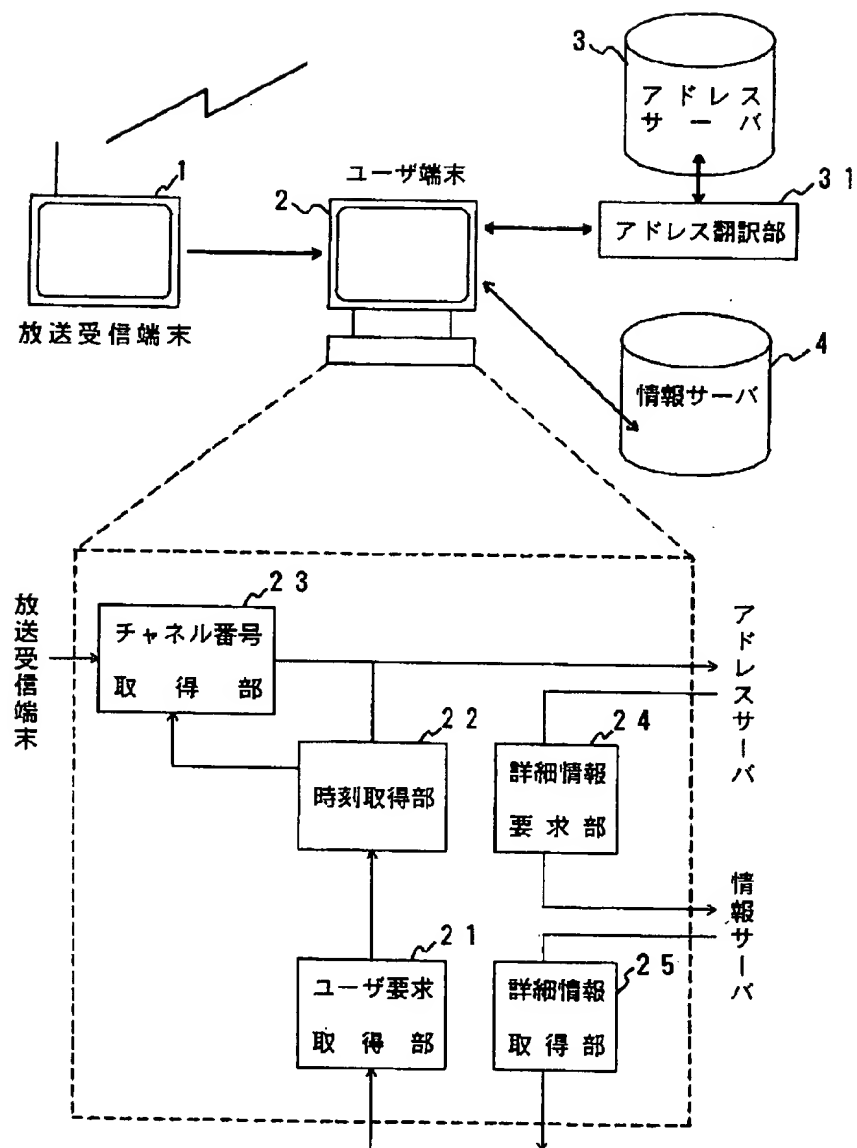 3
アドレス
サーバ
1
ユーザ端末
2
31
アドレス翻訳部
放送受信端末
4
情報サーバ
23
チャネル番号
取得部
放送受信端末
アドレスサーバ
22
時刻取得部
24
詳細情報
要求部
情報サーバ
21
ユーザ要求
取得部
25
詳細情報
取得部